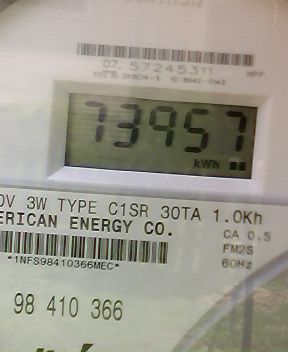 07 57245311
73957
kWh
0V 3W TYPE C1SR 30TA 1.0Kh
ERICAN ENERGY CO.
CA 0.5
FM2S
*1NFS98410366MEC*
60Hz
98 410 366